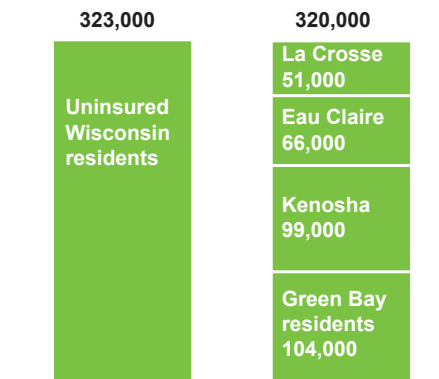 323,000
Uninsured
Wisconsin
residents
320,000
La Crosse
51,000
Eau Claire
66,000
Kenosha
99,000
Green Bay
residents
104,000